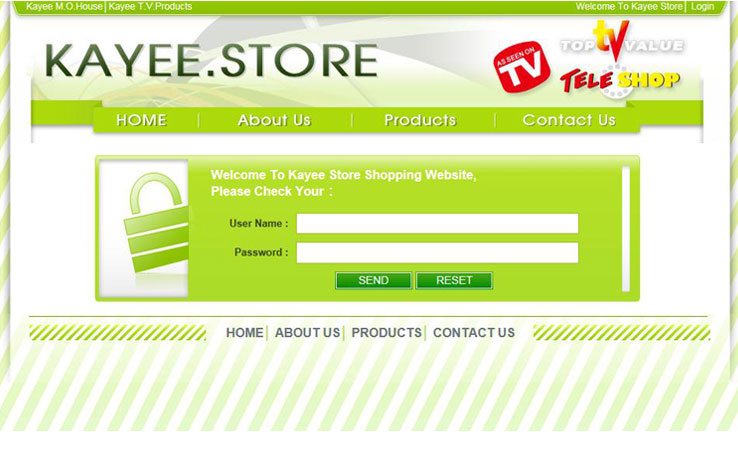 Kayee M.O.House| Kayee T.V.Products
Welcome To Kayee Store| Login
KAYEE.STORE
AS SEEN ON
TV
TOP TV VALUE
TELE SHOP
HOME | About Us | Products | Contact Us
Welcome To Kayee Store Shopping Website,
Please Check Your :
User Name :
Password :
SEND RESET
HOME| ABOUT US| PRODUCTS| CONTACT US